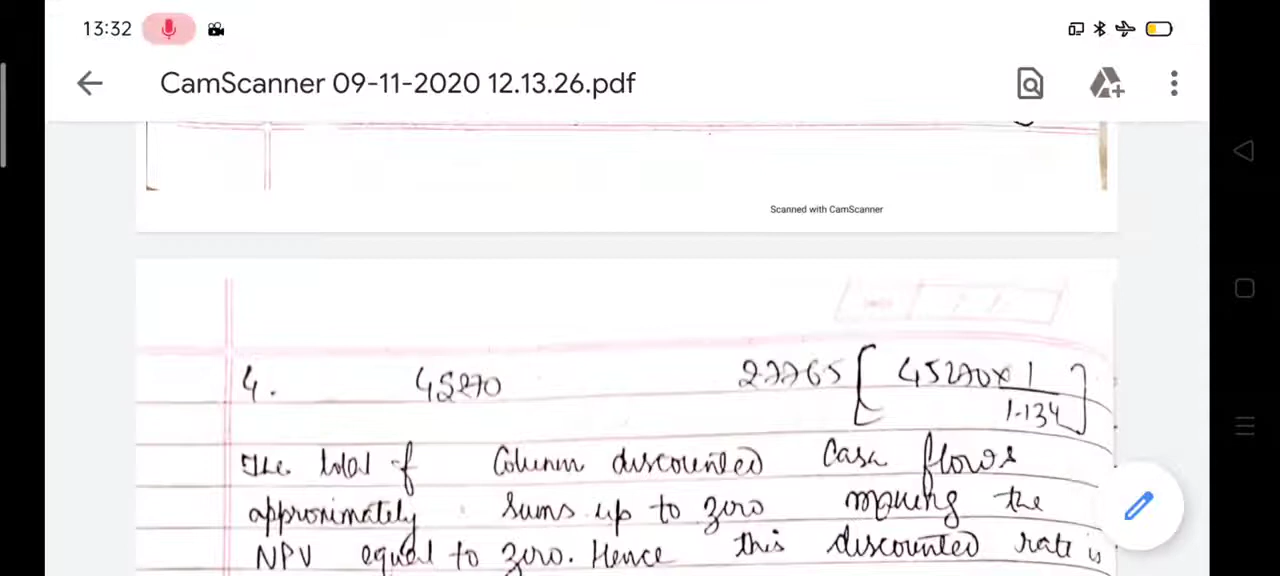 13:32
CamScanner 09-11-2020 12.13.26.pdf
Scanned with CamScanner
4. 45270 27765 [ 45270 × 1
1.134 ]
The total of Column discounted Cash flows
approximately sums up to zero making the
NPV equal to zero. Hence this discounted rate is